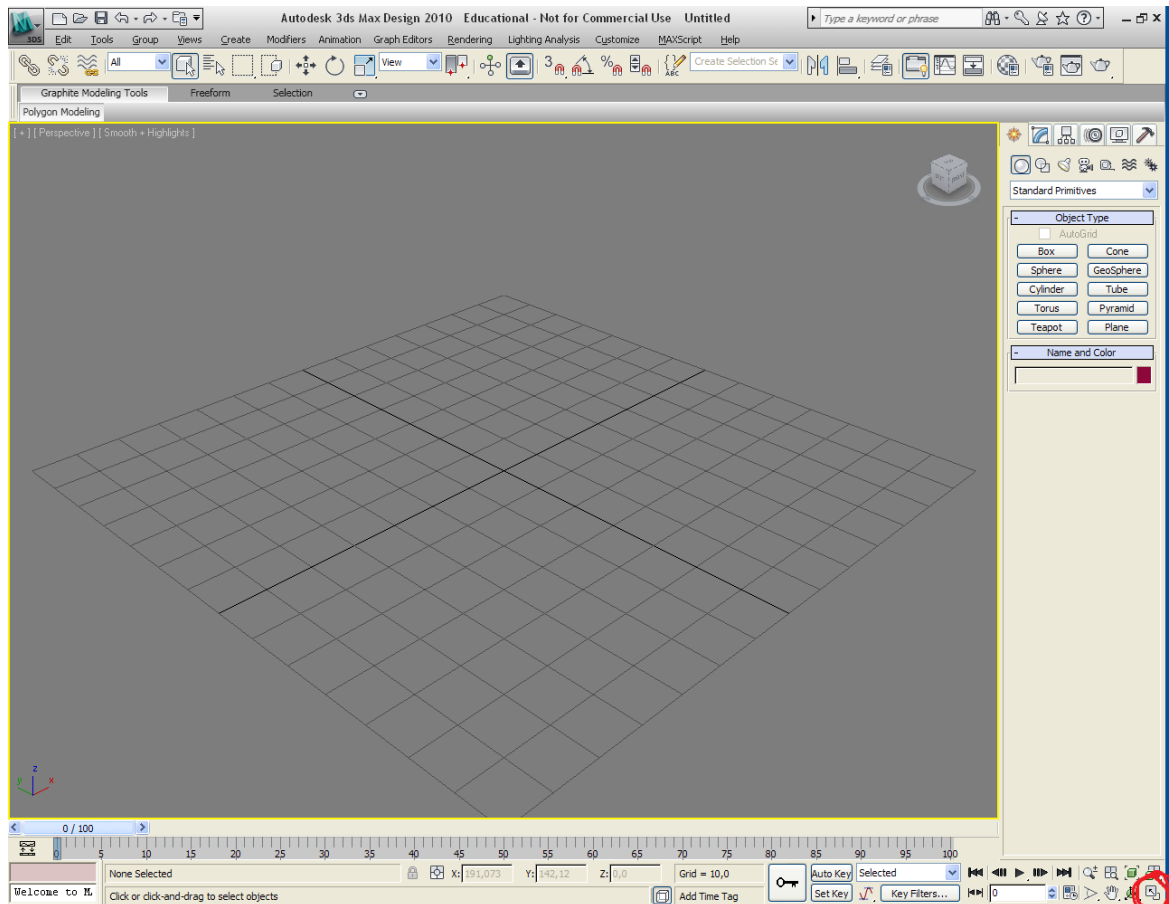 Autodesk 3ds Max Design 2010 Educational - Not for Commercial Use Untitled
Type a keyword or phrase
3DS
Edit Tools Group Views Create Modifiers Animation Graph Editors Rendering Lighting Analysis Customize MAXScript Help
All View 3 % ABC Create Selection Se
Graphite Modeling Tools Freeform Selection
Polygon Modeling
[ + ] [ Perspective ] [ Smooth + Highlights ]
Standard Primitives
- Object Type
AutoGrid
Box Cone
Sphere GeoSphere
Cylinder Tube
Torus Pyramid
Teapot Plane
- Name and Color
z
y x
< 0 / 100 >
0 5 10 15 20 25 30 35 40 45 50 55 60 65 70 75 80 85 90 95 100
None Selected X: 191,073 Y: 142,12 Z: 0,0 Grid = 10,0 Auto Key Selected
Welcome to M. Click or click-and-drag to select objects Add Time Tag Set Key Key Filters... 0